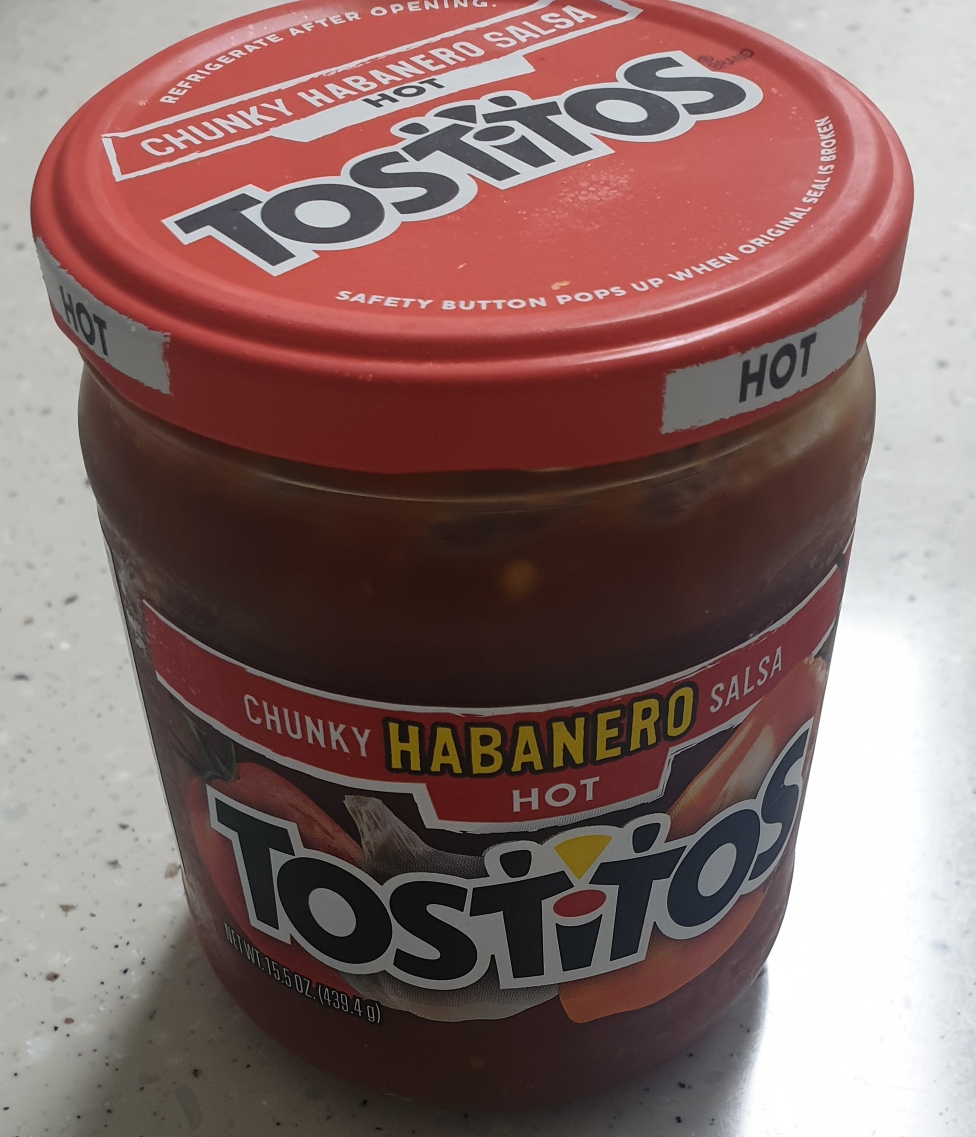 REFRIGERATE AFTER OPENING.
CHUNKY HABANERO SALSA
HOT
TOSTITOS
® BRAND
SAFETY BUTTON POPS UP WHEN ORIGINAL SEAL IS BROKEN
HOT
HOT
CHUNKY HABANERO SALSA
HOT
TOSTITOS
NET WT. 15.5 OZ. (439.4 g)